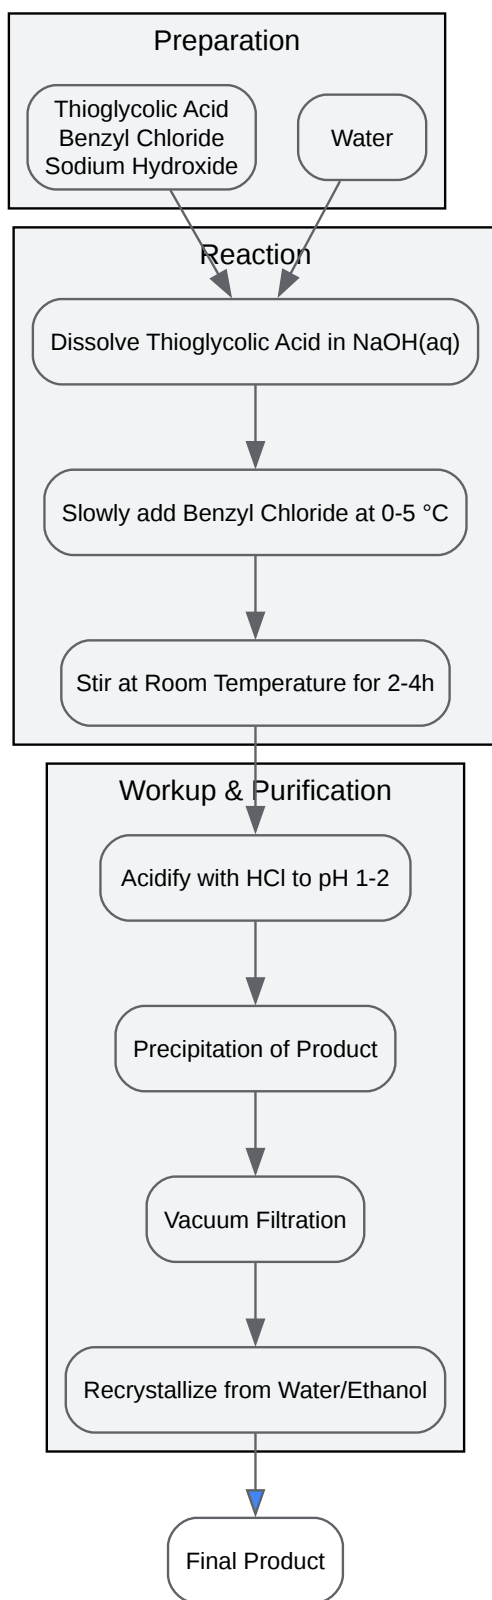 Preparation
Thioglycolic Acid
Benzyl Chloride
Sodium Hydroxide
Water
Reaction
Dissolve Thioglycolic Acid in NaOH(aq)
Slowly add Benzyl Chloride at 0-5 °C
Stir at Room Temperature for 2-4h
Workup & Purification
Acidify with HCl to pH 1-2
Precipitation of Product
Vacuum Filtration
Recrystallize from Water/Ethanol
Final Product